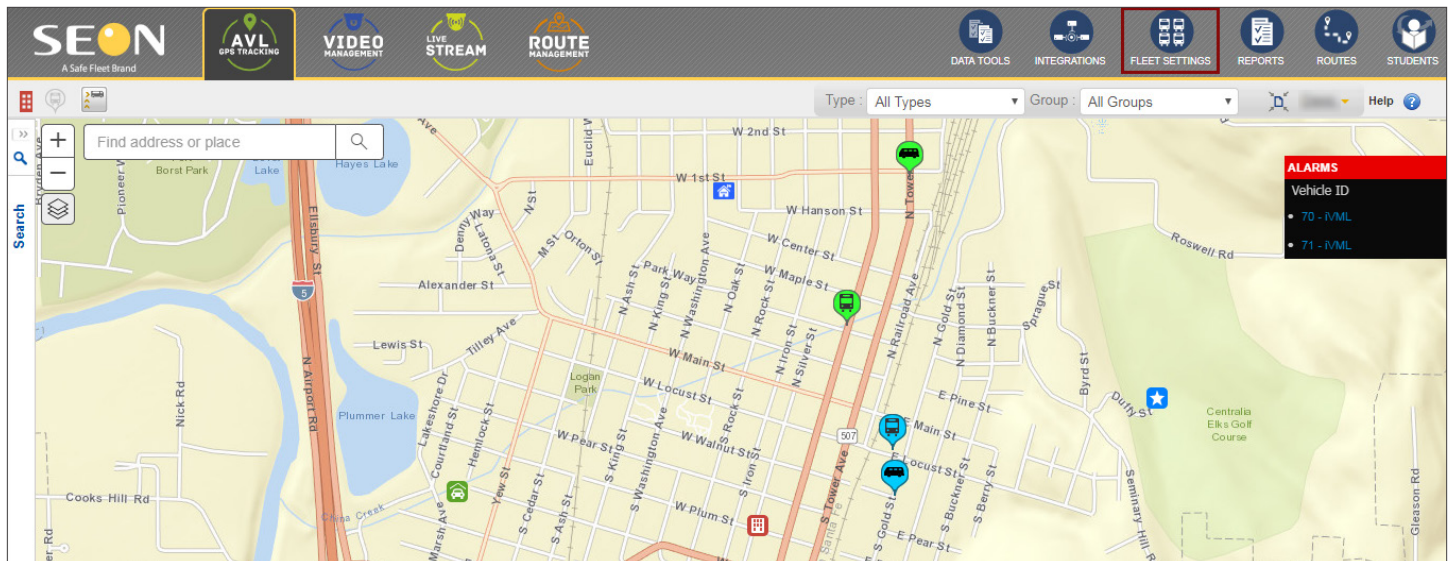 SEON
A Safe Fleet Brand
AVL
GPS TRACKING
VIDEO
MANAGEMENT
LIVE
STREAM
ROUTE
MANAGEMENT
DATA TOOLS
INTEGRATIONS
FLEET SETTINGS
REPORTS
ROUTES
STUDENTS
Type :
All Types
Group :
All Groups
Help
Search
Find address or place
ALARMS
Vehicle ID
70 - iVML
71 - iVML
W 2nd St
Euclid W
Ave
Borst Park
Lake
Hayes Lake
Pioneer W
W 1st St
N St
N Tower
W Hanson St
Ellsbury St
Denny Way
Latona St
M St
Orton St
W Center St
Roswell Rd
Park Way
W Maple St
Alexander St
5
N Ash St
N King St
N Washington Ave
N Oak St
N Rock St
N Iron St
N Silver St
N Railroad Ave
N Gold St
N Diamond St
N Buckner St
Sprague St
Tilley Ave
Lewis St
W Main St
N Airport Rd
Logan
Park
W Locust St
Byrd St
Nick Rd
Lakeshore Dr
Courtland St
Hemlock St
E Pine St
Duffy St
Plummer Lake
Centralia
Elks Golf
Course
W Pear St
W Walnut St
S Rock St
507
E Main St
S King St
S Washington Ave
S Iron St
E Locust St
Yew St
S Tower Ave
S Buckner St
S Berry St
Cooks Hill Rd
S Cedar St
S Ash St
W Plum St
S Gold St
Seminary Hill R
Gleason Rd
China Creek
Marsh Ave
Santa Fe
E Pear St